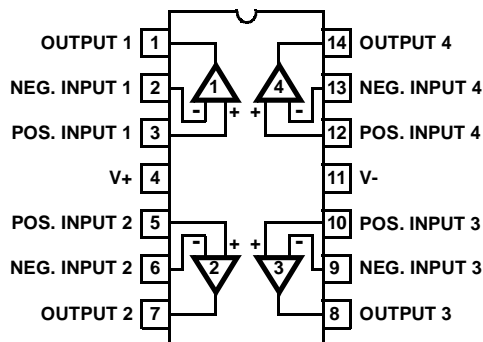 OUTPUT 1 1 14 OUTPUT 4
NEG. INPUT 1 2 1 4 13 NEG. INPUT 4
- + + -
POS. INPUT 1 3 12 POS. INPUT 4
V+ 4 11 V-
POS. INPUT 2 5 10 POS. INPUT 3
- + + -
NEG. INPUT 2 6 2 3 9 NEG. INPUT 3
OUTPUT 2 7 8 OUTPUT 3